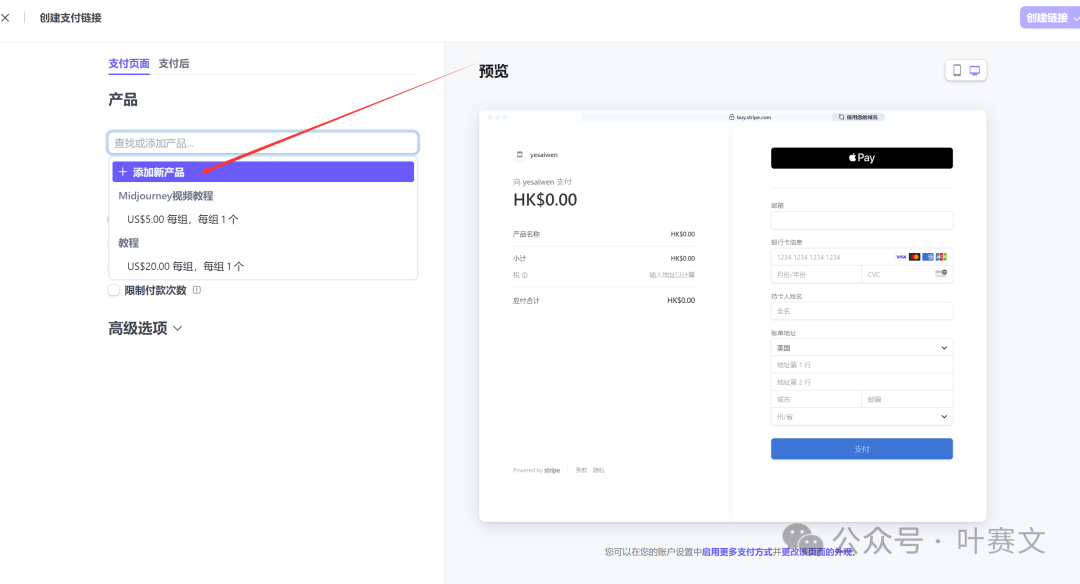 创建支付链接
创建链接
支付页面 支付后
产品
查找或添加产品...
+ 添加新产品
Midjourney视频教程
US$5.00 每组，每组 1 个
教程
US$20.00 每组，每组 1 个
限制付款次数
高级选项
预览
buy.stripe.com
使用您的域名
yesaiwen
向 yesaiwen 支付
HK$0.00
产品名称 HK$0.00
小计 HK$0.00
税 输入地址以计算
应付合计 HK$0.00
Powered by stripe 条款 隐私
Pay
邮箱
银行卡信息
1234 1234 1234 1234 VISA
月份/年份 CVC
持卡人姓名
全名
账单地址
美国
地址第 1 行
地址第 2 行
城市 邮编
州/省
支付
您可以在您的账户设置中启用更多支付方式并更改该页面的外观。
公众号 · 叶赛文